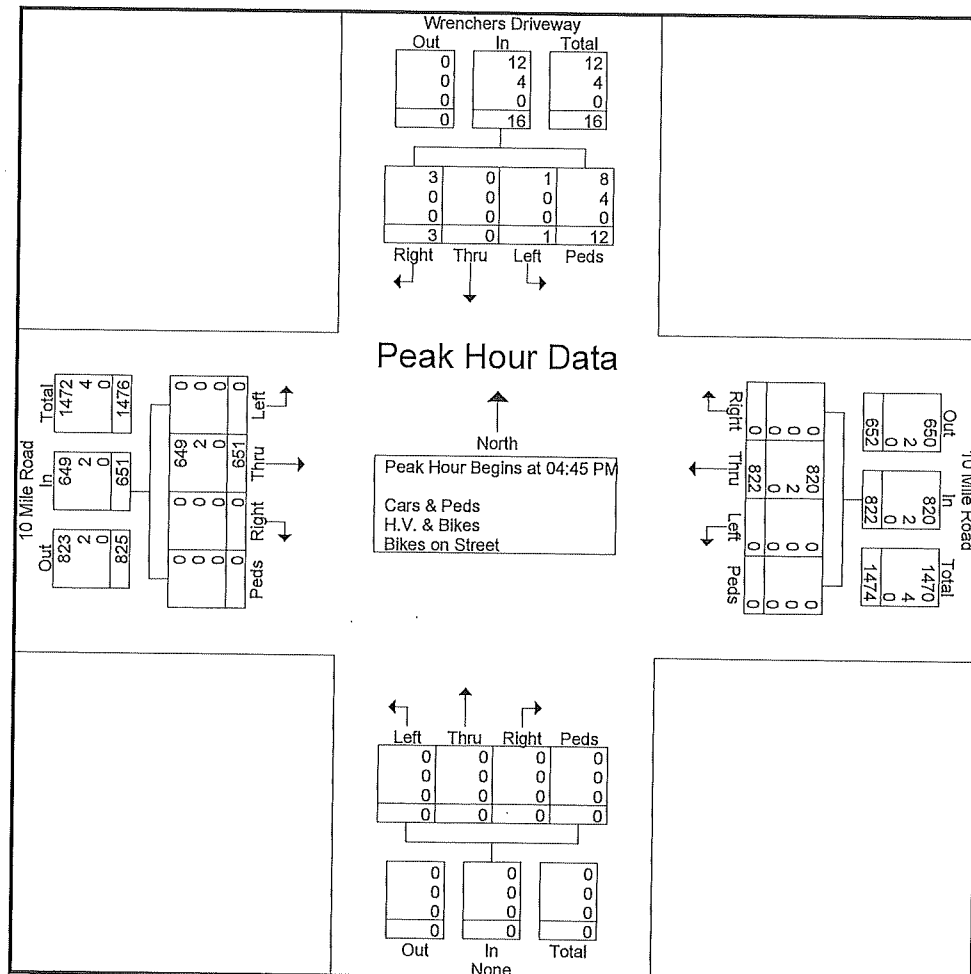 Wrenchers Driveway
Out In Total
0 12 12
0 4 4
0 0 0
0 16 16
3 0 1 8
0 0 0 4
0 0 0 0
3 0 1 12
Right Thru Left Peds
Peak Hour Data
North
Peak Hour Begins at 04:45 PM
Cars & Peds
H.V. & Bikes
Bikes on Street
10 Mile Road
Out In Total
823 649 1472
2 2 4
0 0 0
825 651 1476
Peds Right Thru Left
0 0 649 0
0 0 2 0
0 0 0 0
0 0 651 0
Right Thru Left Peds
0 820 0 0
0 2 0 0
0 0 0 0
0 822 0 0
10 Mile Road
Out In Total
650 820 1470
2 2 4
0 0 0
652 822 1474
Left Thru Right Peds
0 0 0 0
0 0 0 0
0 0 0 0
0 0 0 0
0 0 0
0 0 0
0 0 0
0 0 0
Out In Total
None